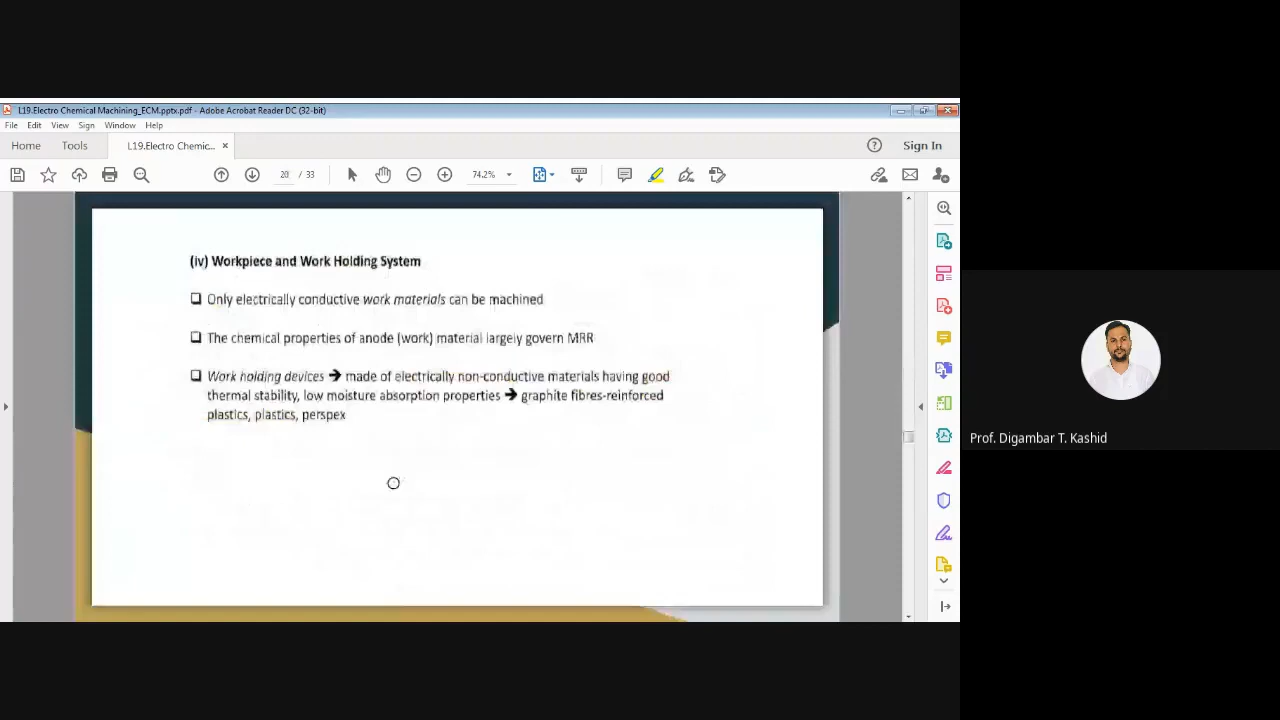 L19.Electro Chemical Machining_ECM.pptx.pdf - Adobe Acrobat Reader DC (32-bit)
File Edit View Sign Window Help
Home Tools L19.Electro Chemic... × Sign In
20 / 33 74.2%
(iv) Workpiece and Work Holding System
❑ Only electrically conductive work materials can be machined
❑ The chemical properties of anode (work) material largely govern MRR
❑ Work holding devices ➔ made of electrically non-conductive materials having good
thermal stability, low moisture absorption properties ➔ graphite fibres-reinforced
plastics, plastics, perspex
Prof. Digambar T. Kashid